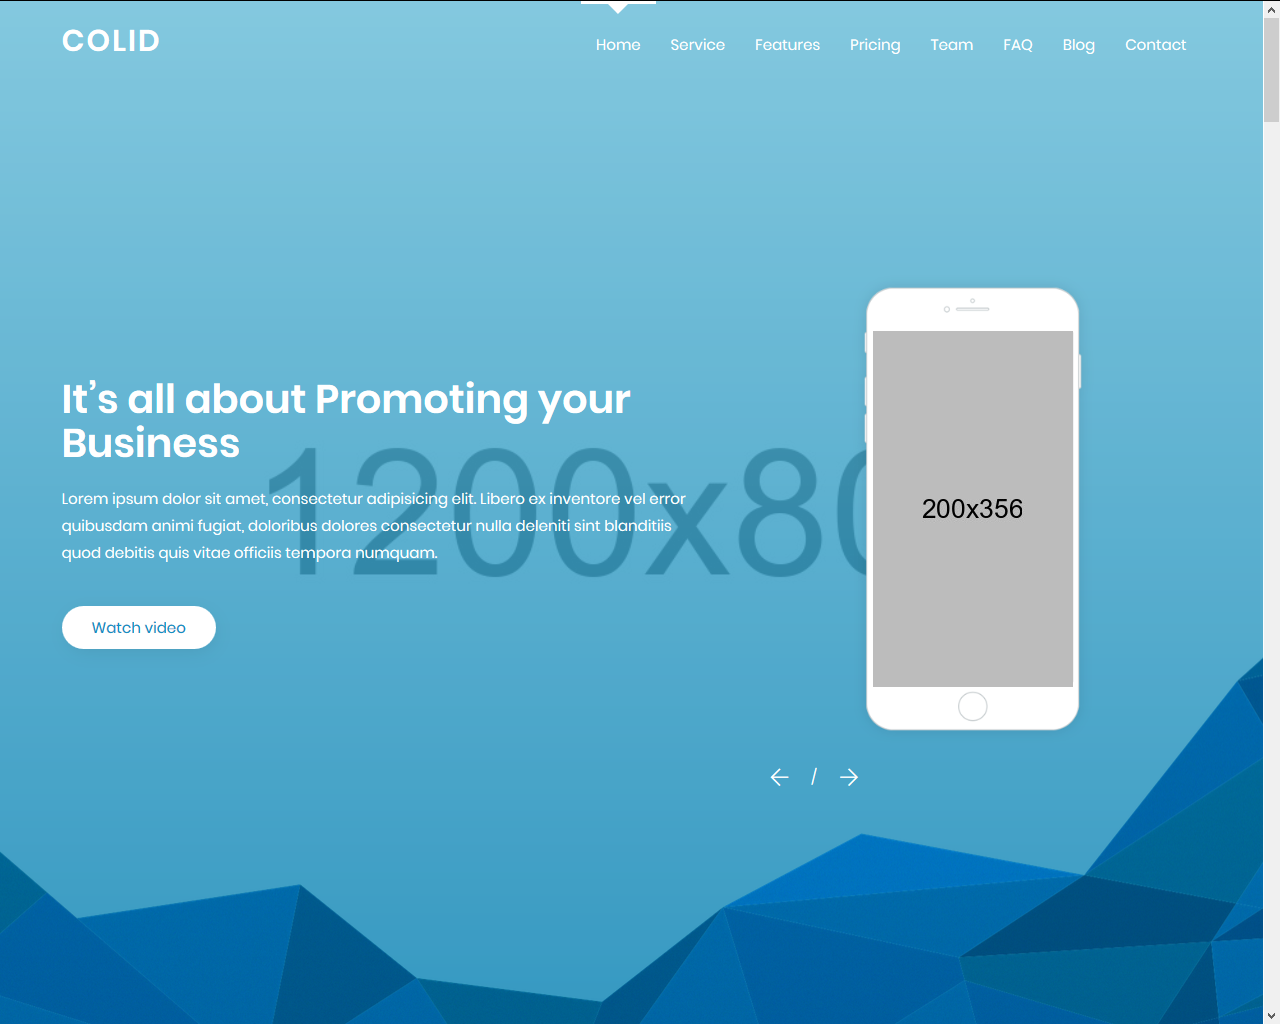 COLID
Home Service Features Pricing Team FAQ Blog Contact
It’s all about Promoting your
Business
1200x80
Lorem ipsum dolor sit amet, consectetur adipisicing elit. Libero ex inventore vel error
quibusdam animi fugiat, doloribus dolores consectetur nulla deleniti sint blanditiis
quod debitis quis vitae officiis tempora numquam.
200x356
Watch video
/